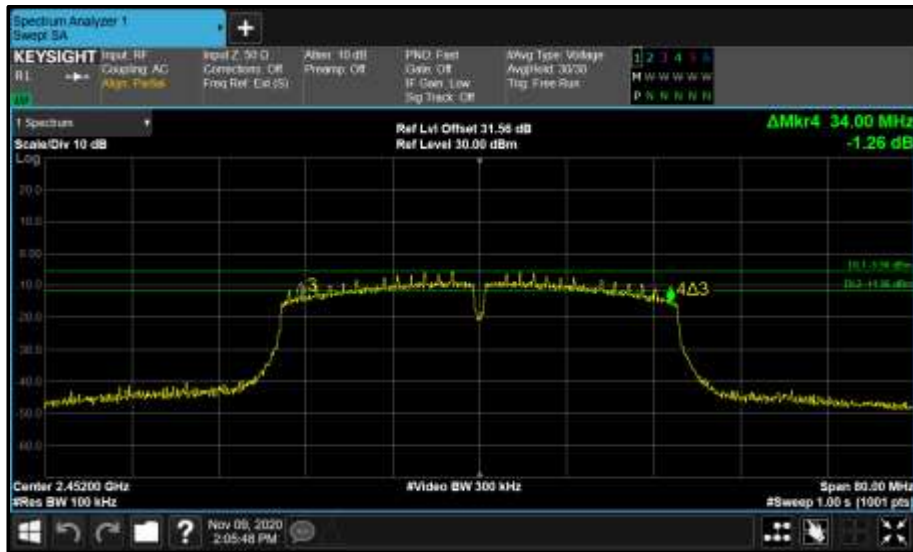 Spectrum Analyzer 1
Swept SA
+
KEYSIGHT Input: RF Input Z: 50 Ω Atten: 10 dB PNO: Fast #Avg Type: Voltage 1 2 3 4 5 6
RL Coupling: AC Corrections: Off Preamp: Off Gate: Off Avg|Hold: 30/30 M W W W W W
Align: Partial Freq Ref: Ext (S) IF Gain: Low Trig: Free Run
Sig Track: Off P N N N N N
1 Spectrum Ref Lvl Offset 31.56 dB ΔMkr4 34.00 MHz
Scale/Div 10 dB Ref Level 30.00 dBm -1.26 dB
Log
20.0
10.0
0.00
-10.0
3
4Δ3
-20.0
-30.0
-40.0
-50.0
-60.0
Center 2.45200 GHz #Video BW 300 kHz Span 80.00 MHz
#Res BW 100 kHz #Sweep 1.00 s (1001 pts)
? Nov 09, 2020
2:05:48 PM